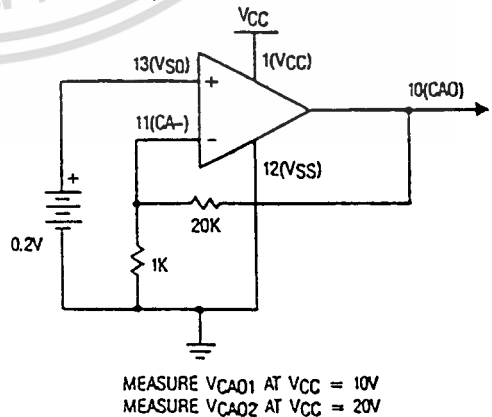 VCC
1(VCC)
13(VSO)
+
10(CAO)
11(CA-)
-
12(VSS)
+
20K
0.2V
1K
MEASURE VCAO1 AT VCC = 10V
MEASURE VCAO2 AT VCC = 20V